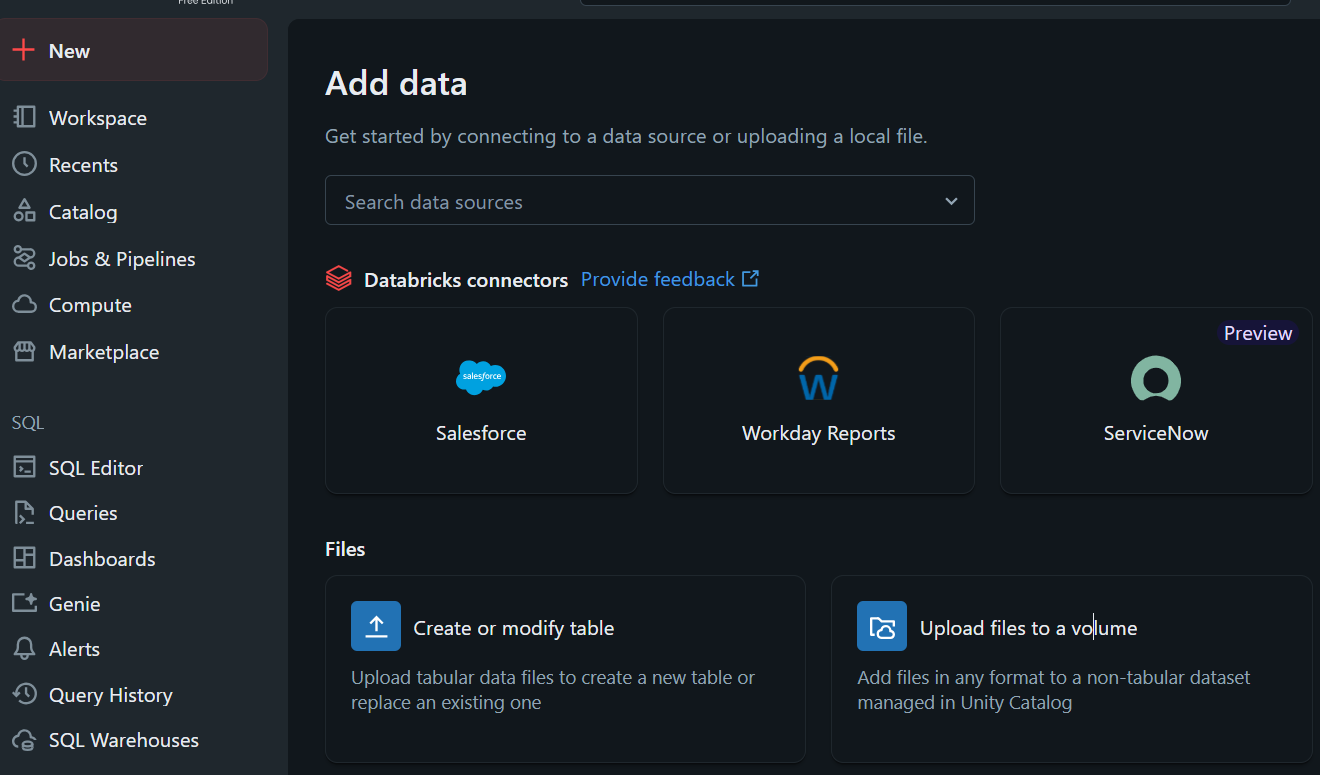 Free Edition
New
Workspace
Recents
Catalog
Jobs & Pipelines
Compute
Marketplace
SQL
SQL Editor
Queries
Dashboards
Genie
Alerts
Query History
SQL Warehouses
Add data
Get started by connecting to a data source or uploading a local file.
Search data sources
Databricks connectors Provide feedback
Preview
salesforce
Salesforce
Workday Reports
ServiceNow
Files
Create or modify table
Upload tabular data files to create a new table or
replace an existing one
Upload files to a volume
Add files in any format to a non-tabular dataset
managed in Unity Catalog